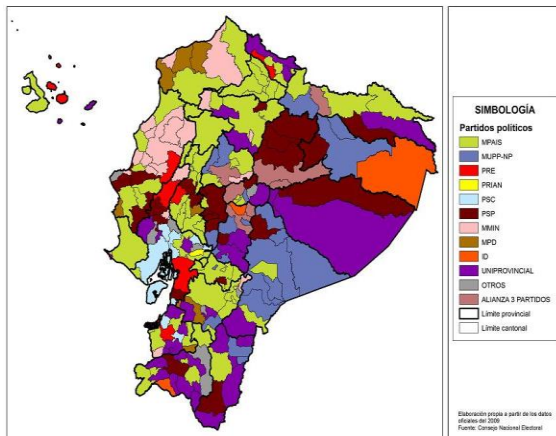 SIMBOLOGÍA
Partidos políticos
MPAIS
MUPP-NP
PRE
PRIAN
PSC
PSP
MMIN
MPD
ID
UNIPROVINCIAL
OTROS
ALIANZA 3 PARTIDOS
Límite provincial
Límite cantonal
Elaboración propia a partir de los datos
oficiales del 2009
Fuente: Consejo Nacional Electoral